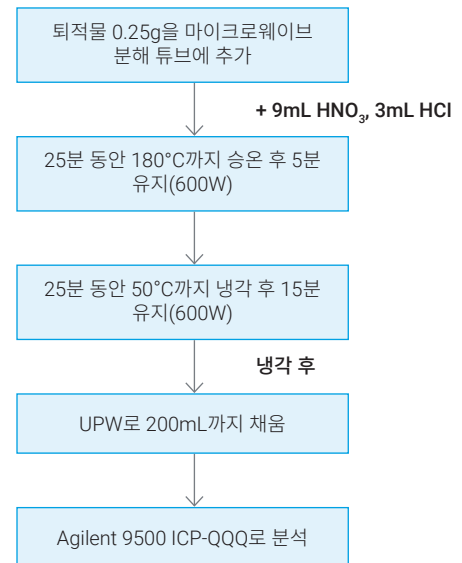 퇴적물 0.25g을 마이크로웨이브
분해 튜브에 추가
+ 9mL HNO₃, 3mL HCl
25분 동안 180°C까지 승온 후 5분
유지(600W)
25분 동안 50°C까지 냉각 후 15분
유지(600W)
냉각 후
UPW로 200mL까지 채움
Agilent 9500 ICP-QQQ로 분석